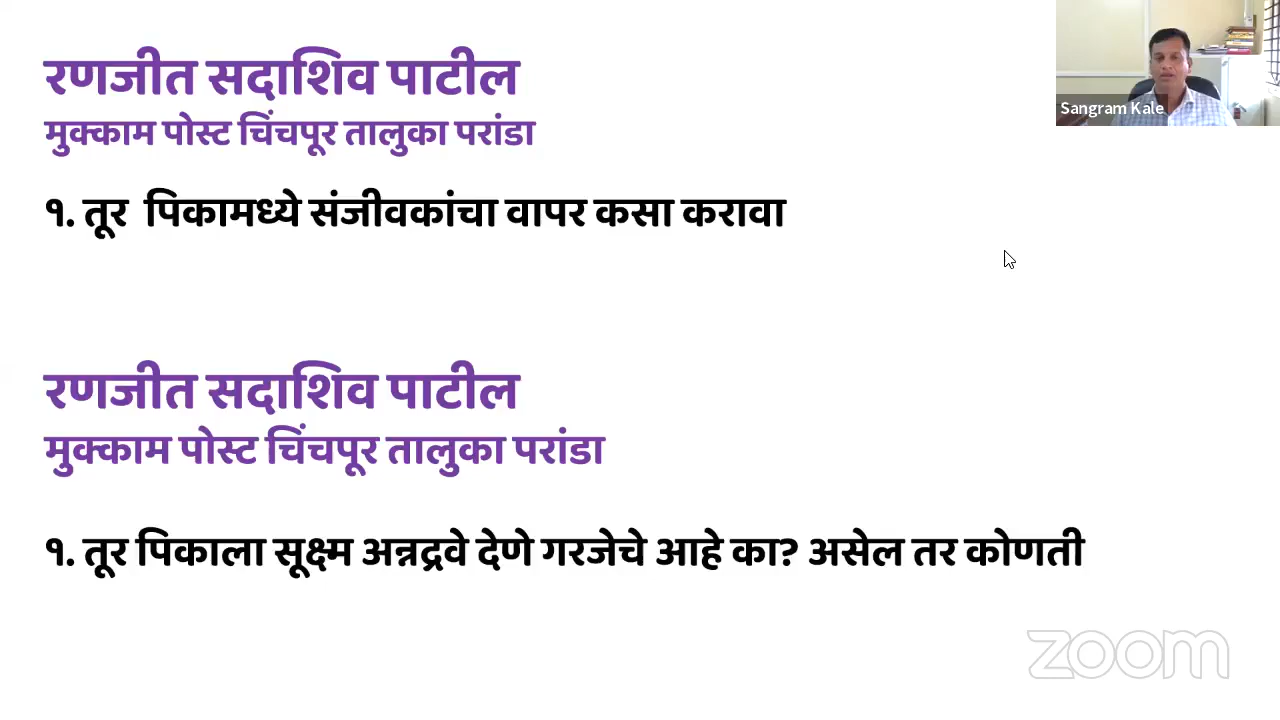 रणजीत सदाशिव पाटील
Sangram Kale
मुक्काम पोस्ट चिंचपूर तालुका परांडा
१. तूर पिकामध्ये संजीवकांचा वापर कसा करावा
रणजीत सदाशिव पाटील
मुक्काम पोस्ट चिंचपूर तालुका परांडा
१. तूर पिकाला सूक्ष्म अन्नद्रवे देणे गरजेचे आहे का? असेल तर कोणती
zoom